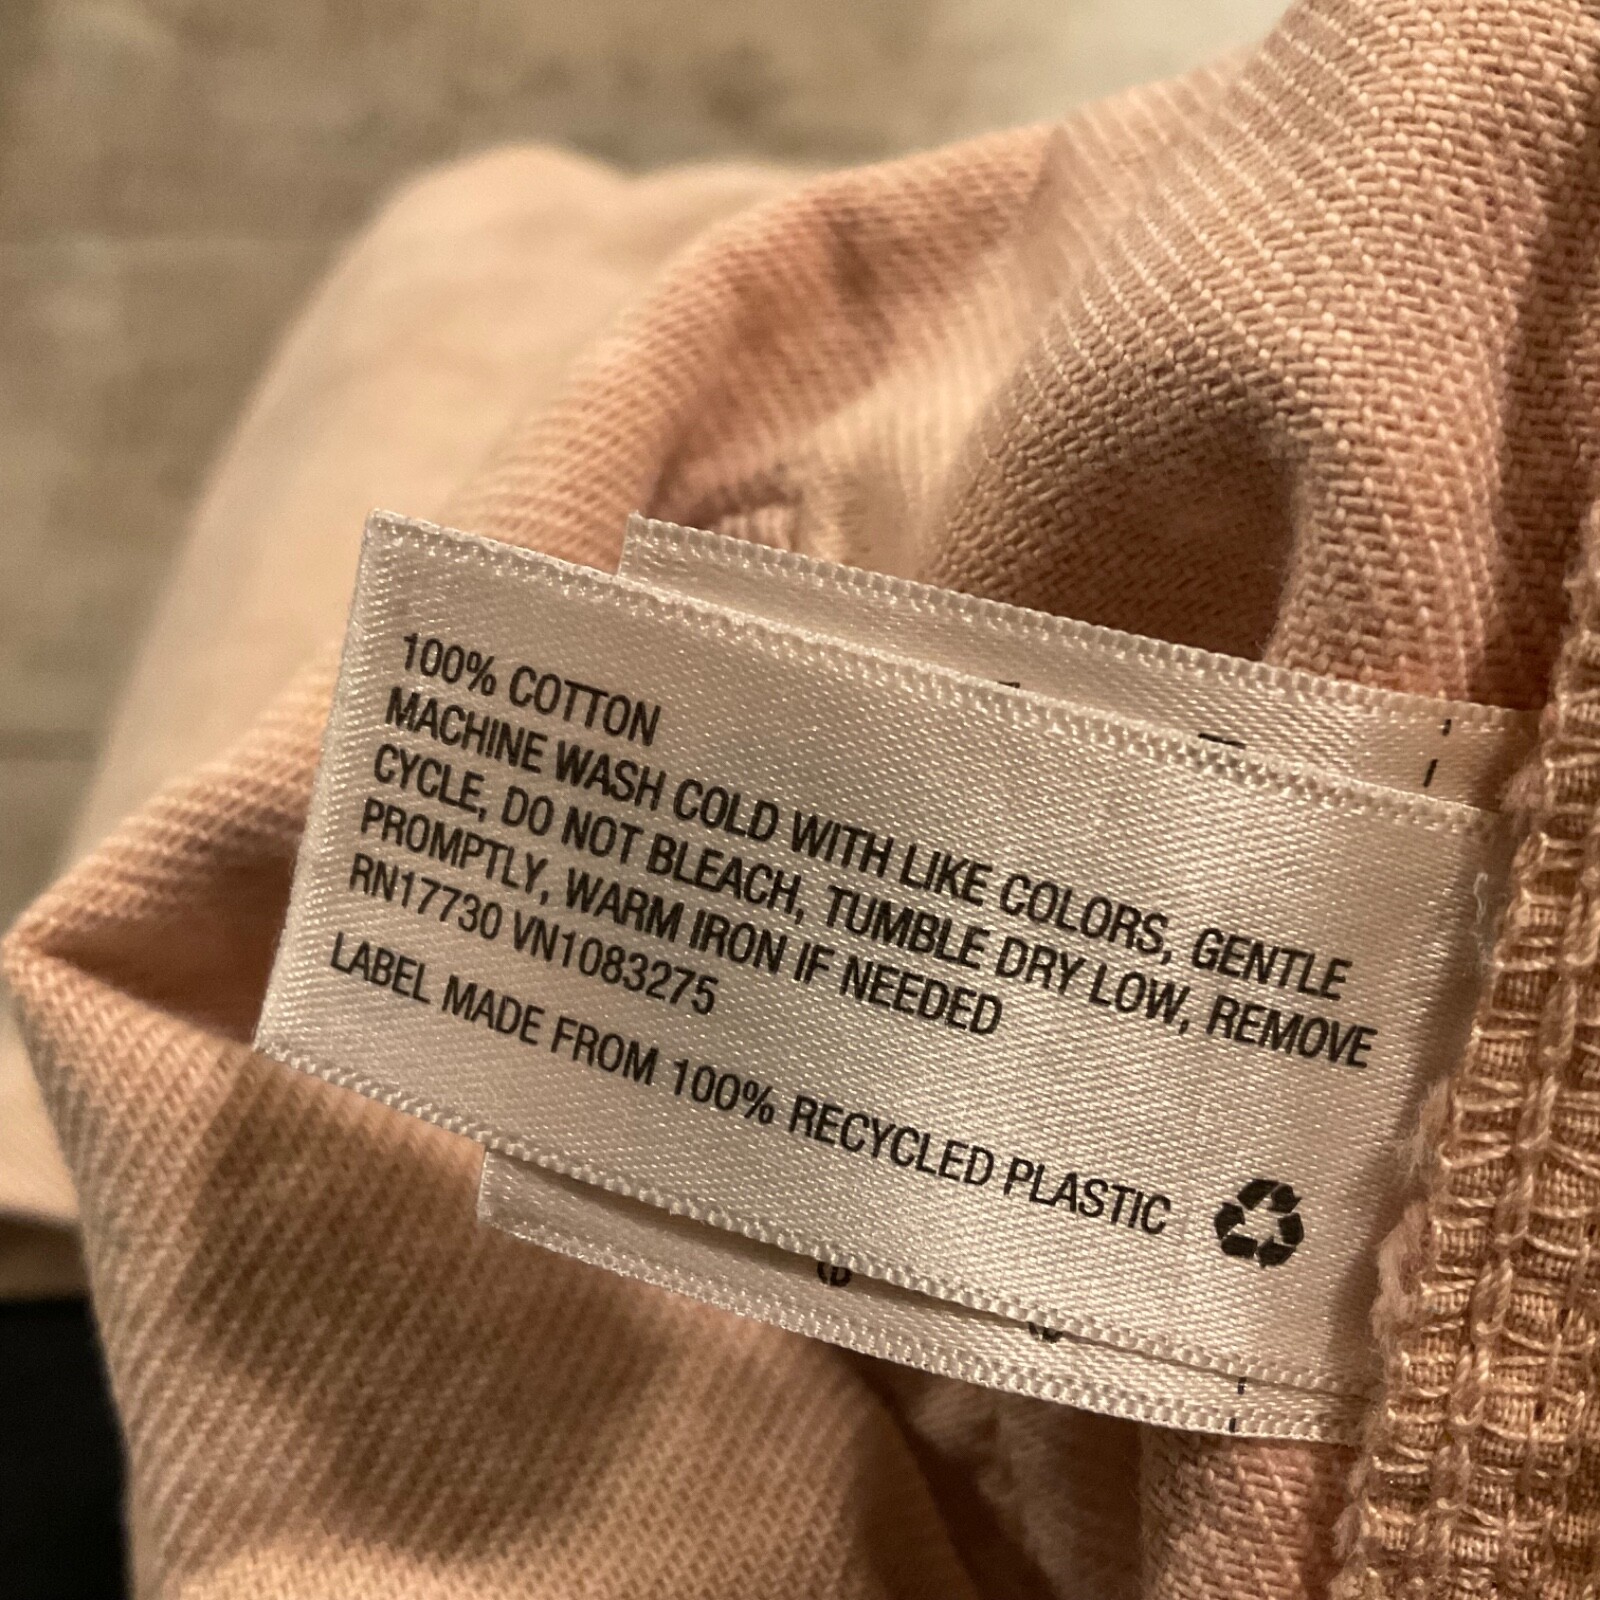 100% COTTON
MACHINE WASH COLD WITH LIKE COLORS, GENTLE
CYCLE, DO NOT BLEACH, TUMBLE DRY LOW, REMOVE
PROMPTLY, WARM IRON IF NEEDED
RN17730 VN1083275
LABEL MADE FROM 100% RECYCLED PLASTIC